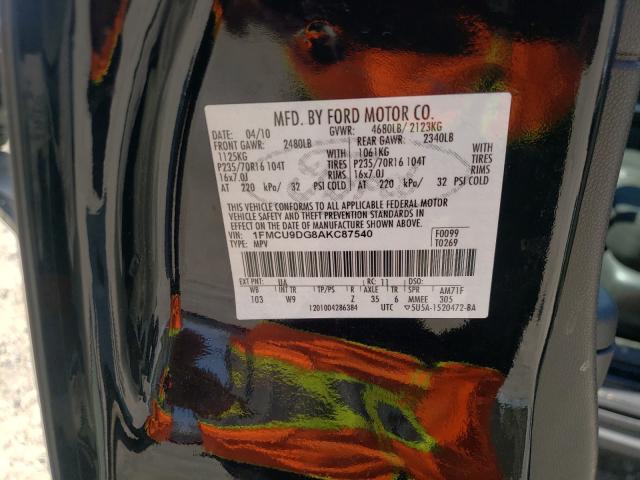 MFD. BY FORD MOTOR CO.
DATE: 04/10 GVWR: 4680LB/ 2123KG
FRONT GAWR: 2480LB REAR GAWR: 2340LB
1125KG WITH 1061KG WITH
P235/70R16 104T TIRES P235/70R16 104T TIRES
16x7.0J RIMS 16x7.0J RIMS
AT 220 kPa/ 32 PSI COLD AT 220 kPa/ 32 PSI COLD
THIS VEHICLE CONFORMS TO ALL APPLICABLE FEDERAL MOTOR
VEHICLE SAFETY AND THEFT PREVENTION STANDARDS IN EFFECT ON
THE DATE OF MANUFACTURE SHOWN ABOVE.
VIN: 1FMCU9DG8AKC87540 F0099
TYPE: MPV T0269
EXT PNT: UA RC: 11 DSO:
WB INT TR TP/PS R AXLE TR SPR AM71F
103 W9 Z 35 6 MMEE 305
1201004286384 UTC 5U5A-1520472-BA